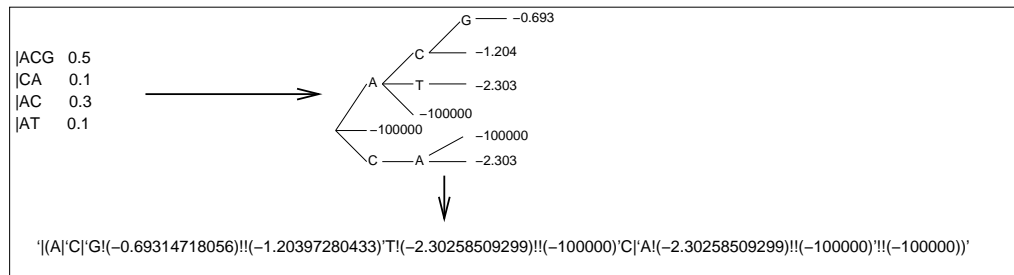 |ACG 0.5
|CA 0.1
|AC 0.3
|AT 0.1
G −0.693
C −1.204
A T −2.303
−100000
−100000
−100000
C A −2.303
‘|(A|‘C|‘G!(−0.69314718056)!!(−1.20397280433)’T!(−2.30258509299)!!(−100000)’C|‘A!(−2.30258509299)!!(−100000)’!!(−100000))’